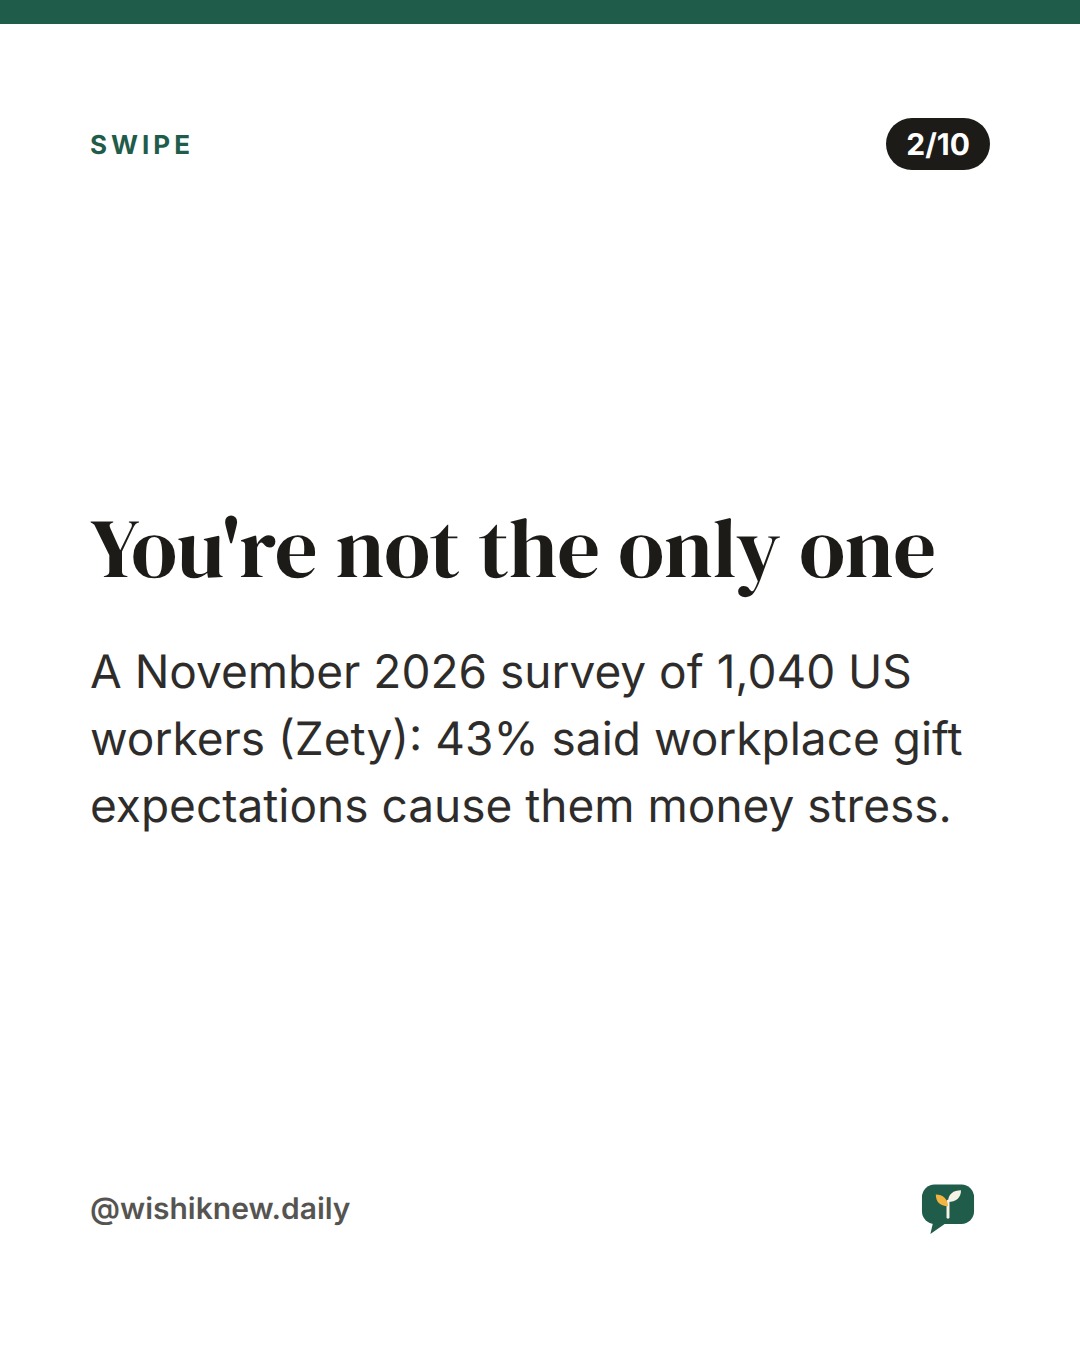 SWIPE
2/10
You're not the only one
A November 2026 survey of 1,040 US
workers (Zety): 43% said workplace gift
expectations cause them money stress.
@wishiknew.daily